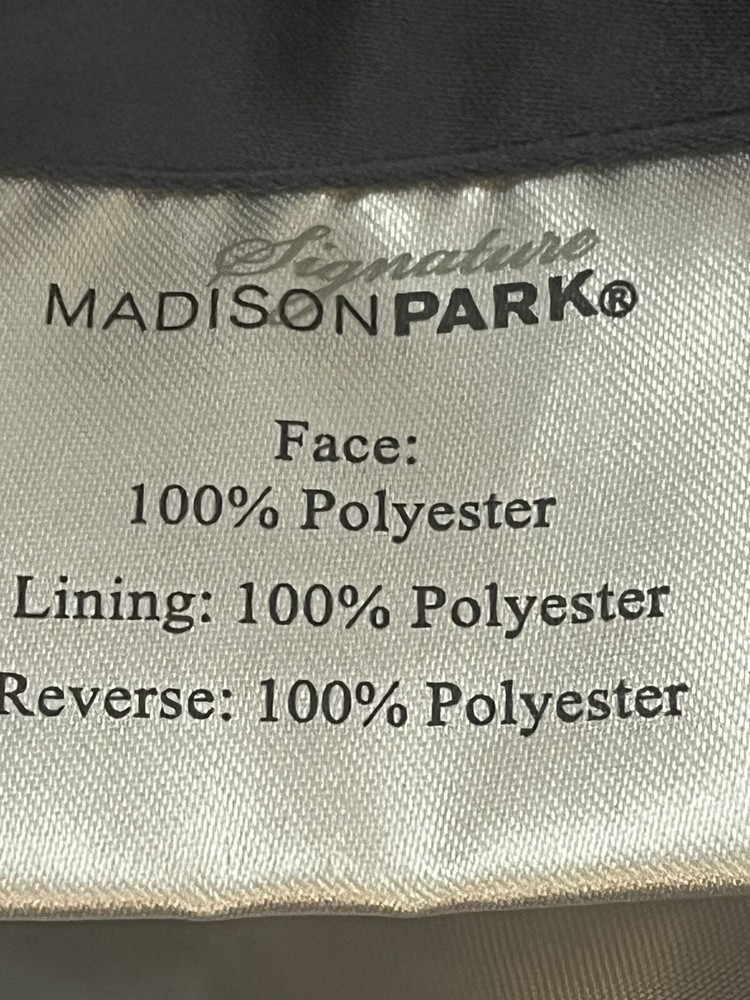 Signature
MADISONPARK®
Face:
100% Polyester
Lining: 100% Polyester
Reverse: 100% Polyester